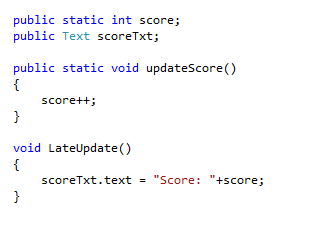 public static int score;
public Text scoreTxt;
public static void updateScore()
{
score++;
}
void LateUpdate()
{
scoreTxt.text = "Score: "+score;
}